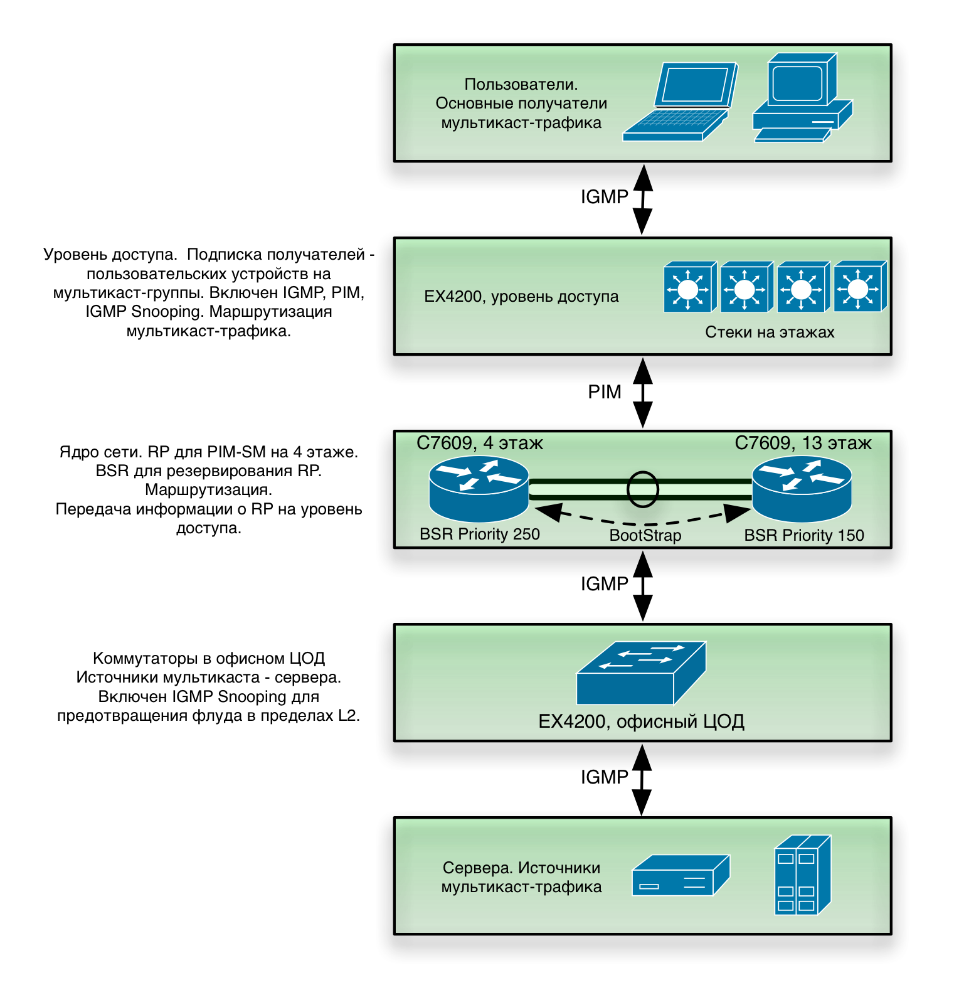 Пользователи.
Основные получатели
мультикаст-трафика
IGMP
Уровень доступа.  Подписка получателей -
пользовательских устройств на
мультикаст-группы. Включен IGMP, PIM,
IGMP Snooping. Маршрутизация
мультикаст-трафика.
EX4200, уровень доступа
Стеки на этажах
PIM
Ядро сети. RP для PIM-SM на 4 этаже.
BSR для резервирования RP.
Маршрутизация.
Передача информации о RP на уровень
доступа.
C7609, 4 этаж
C7609, 13 этаж
BSR Priority 250
BootStrap
BSR Priority 150
IGMP
Коммутаторы в офисном ЦОД
Источники мультикаста - сервера.
Включен IGMP Snooping для
предотвращения флуда в пределах L2.
EX4200, офисный ЦОД
IGMP
Сервера. Источники
мультикаст-трафика